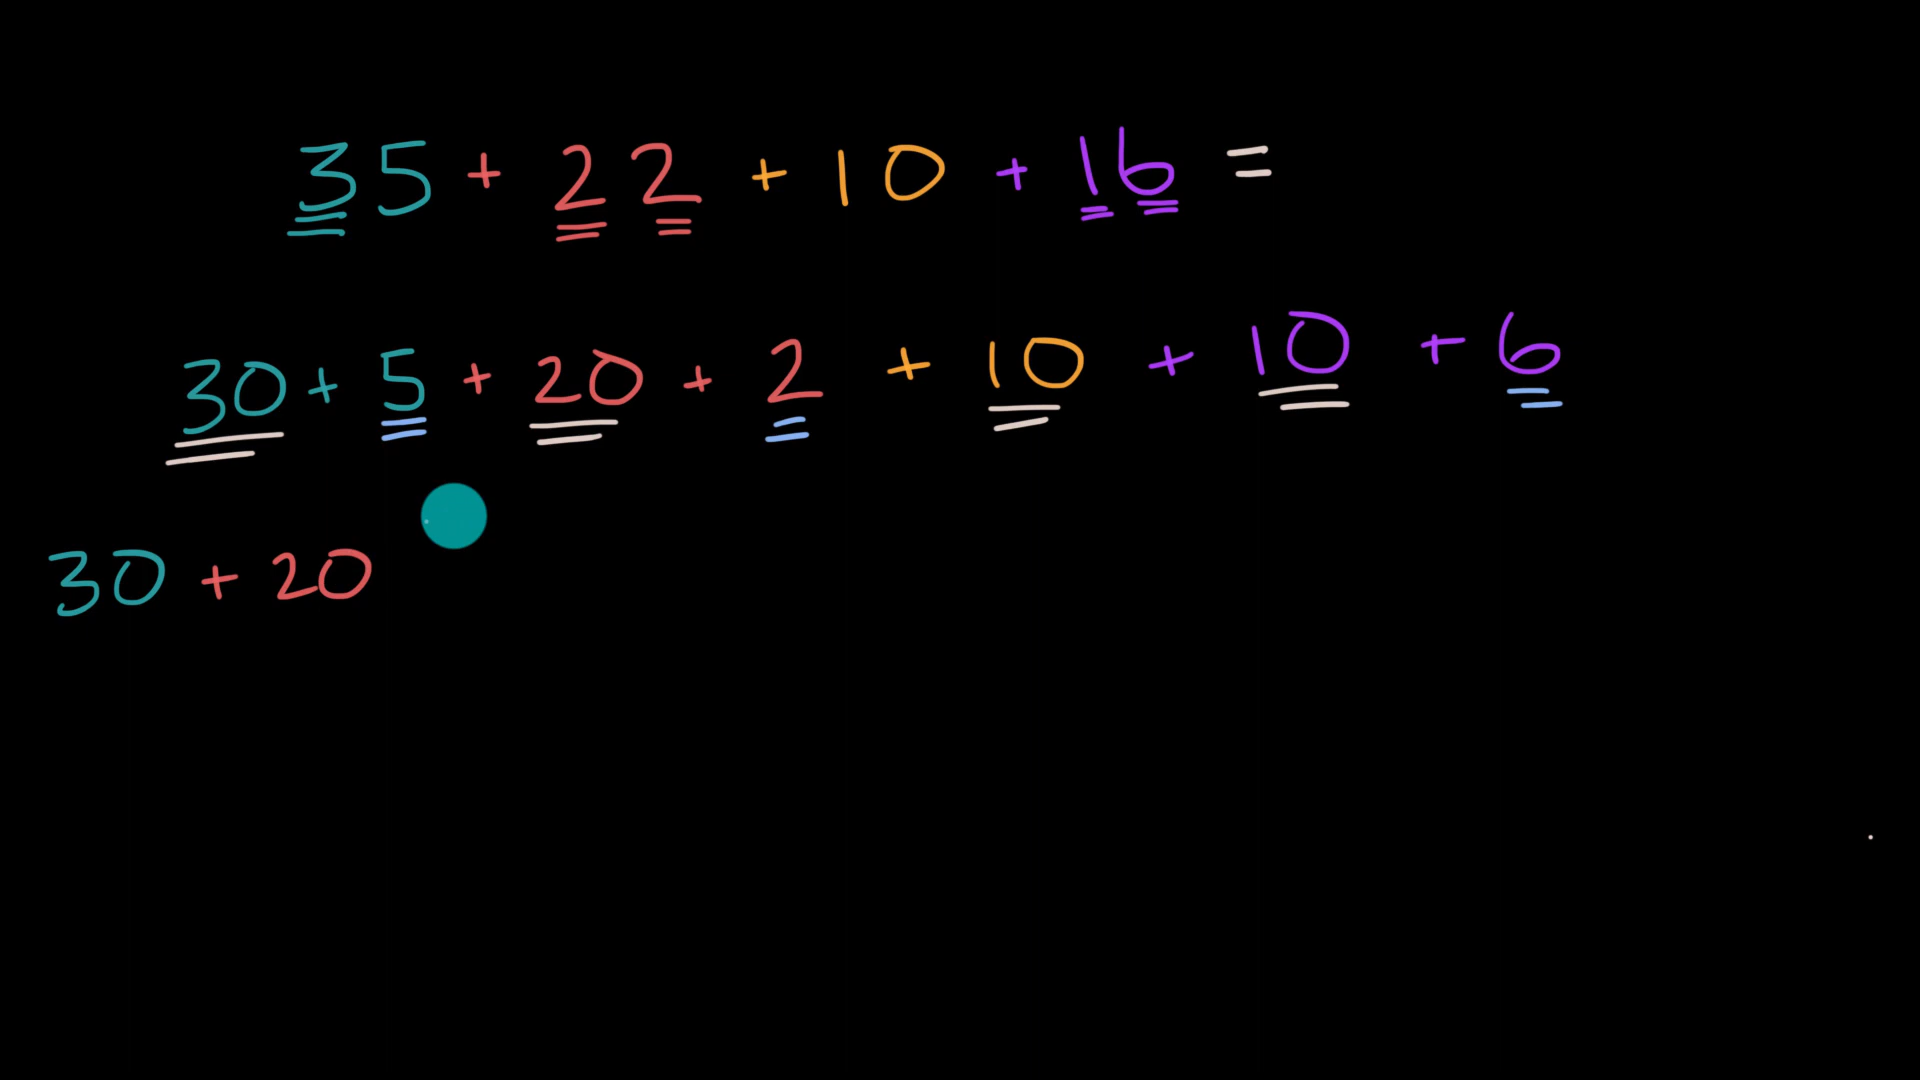 35 + 22 + 10 + 16 =
30 + 5 + 20 + 2 + 10 + 10 + 6
30 + 20